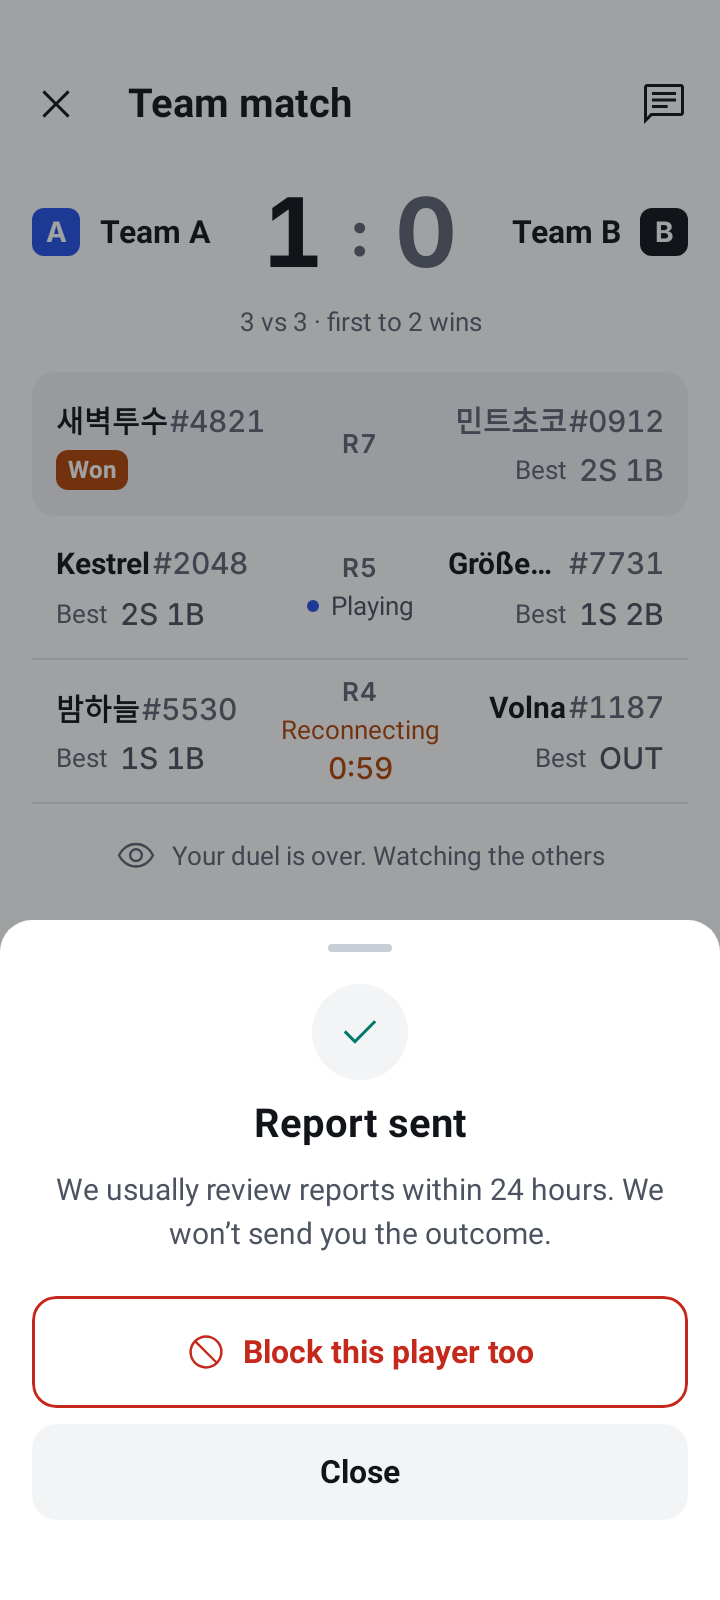 Team match
A Team A 1 : 0 Team B B
3 vs 3 · first to 2 wins
새벽투수#4821 R7 민트초코#0912
Won Best 2S 1B
Kestrel#2048 R5 Größe... #7731
Best 2S 1B Playing Best 1S 2B
밤하늘#5530 R4 Volna#1187
Reconnecting
Best 1S 1B 0:59 Best OUT
Your duel is over. Watching the others
Report sent
We usually review reports within 24 hours. We
won’t send you the outcome.
Block this player too
Close